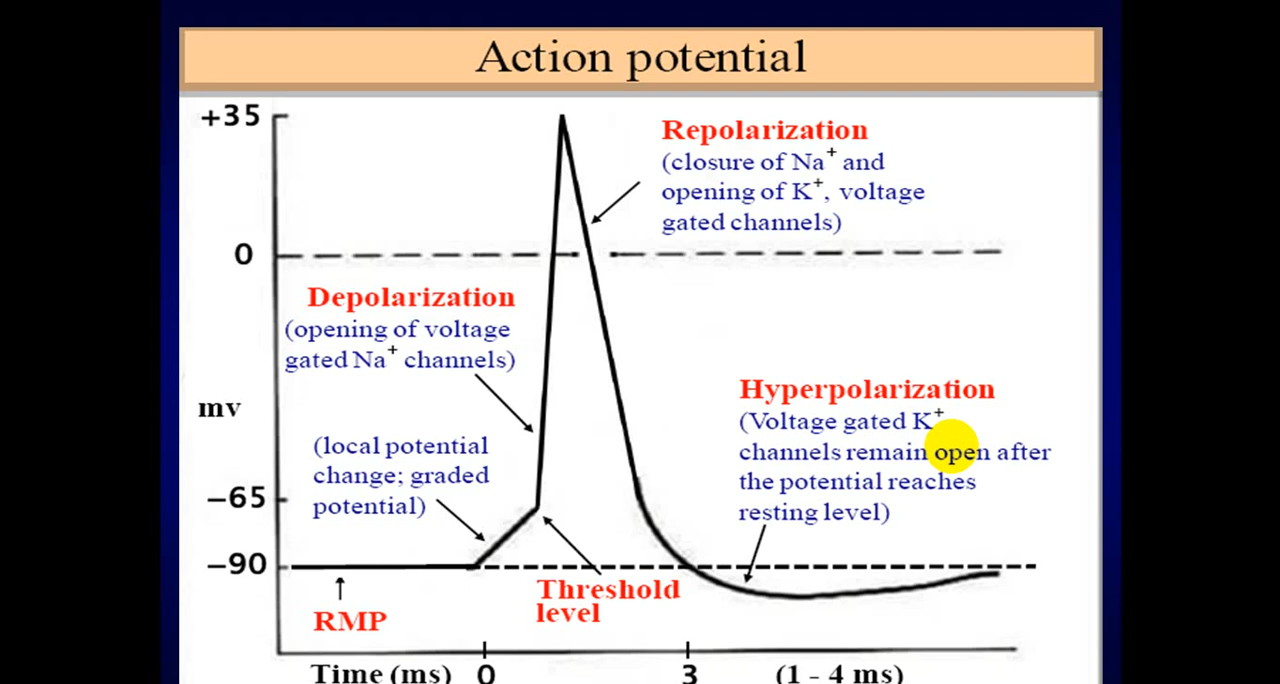 Action potential
+35
Repolarization
(closure of Na⁺ and
opening of K⁺, voltage
gated channels)
0
Depolarization
(opening of voltage
gated Na⁺ channels)
mv
Hyperpolarization
(Voltage gated K⁺
channels remain open after
the potential reaches
resting level)
(local potential
change; graded
potential)
−65
−90
Threshold
level
RMP
Time (ms) 0 3 (1 - 4 ms)